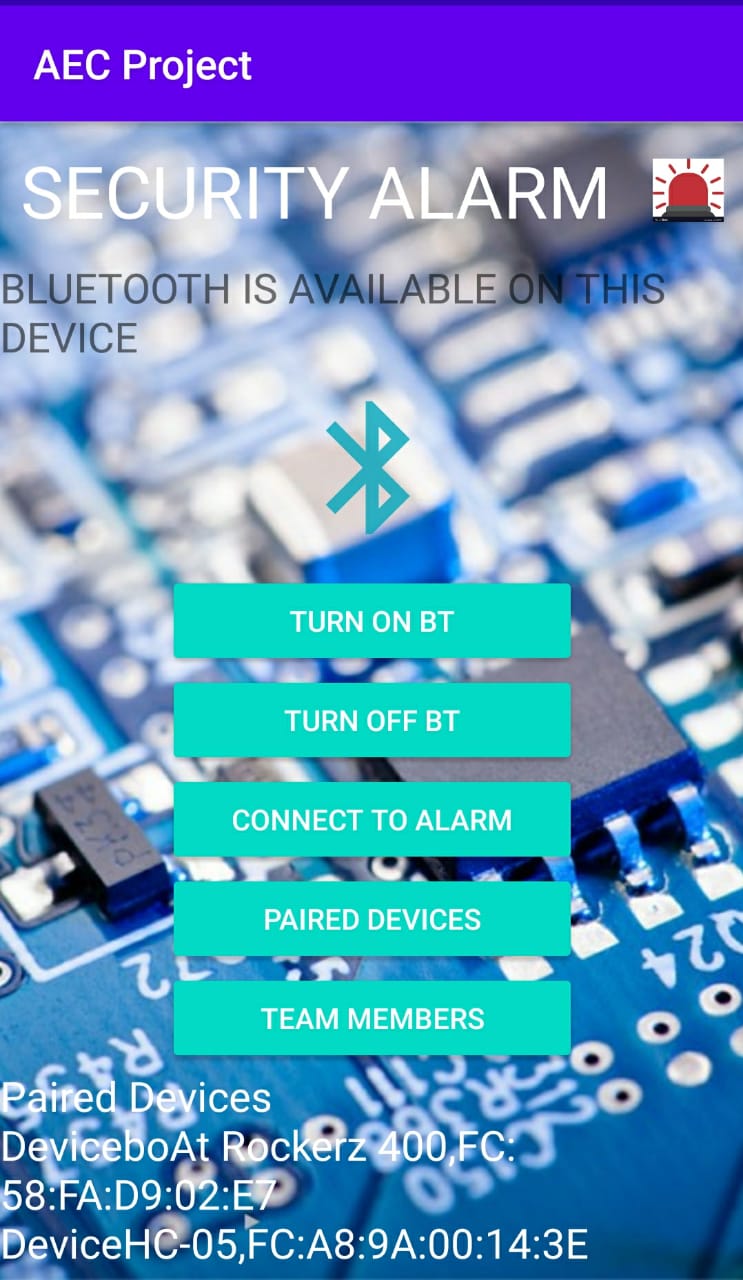 AEC Project
SECURITY ALARM
BLUETOOTH IS AVAILABLE ON THIS
DEVICE
TURN ON BT
TURN OFF BT
CONNECT TO ALARM
PAIRED DEVICES
TEAM MEMBERS
Paired Devices
DeviceboAt Rockerz 400,FC:
58:FA:D9:02:E7
DeviceHC-05,FC:A8:9A:00:14:3E